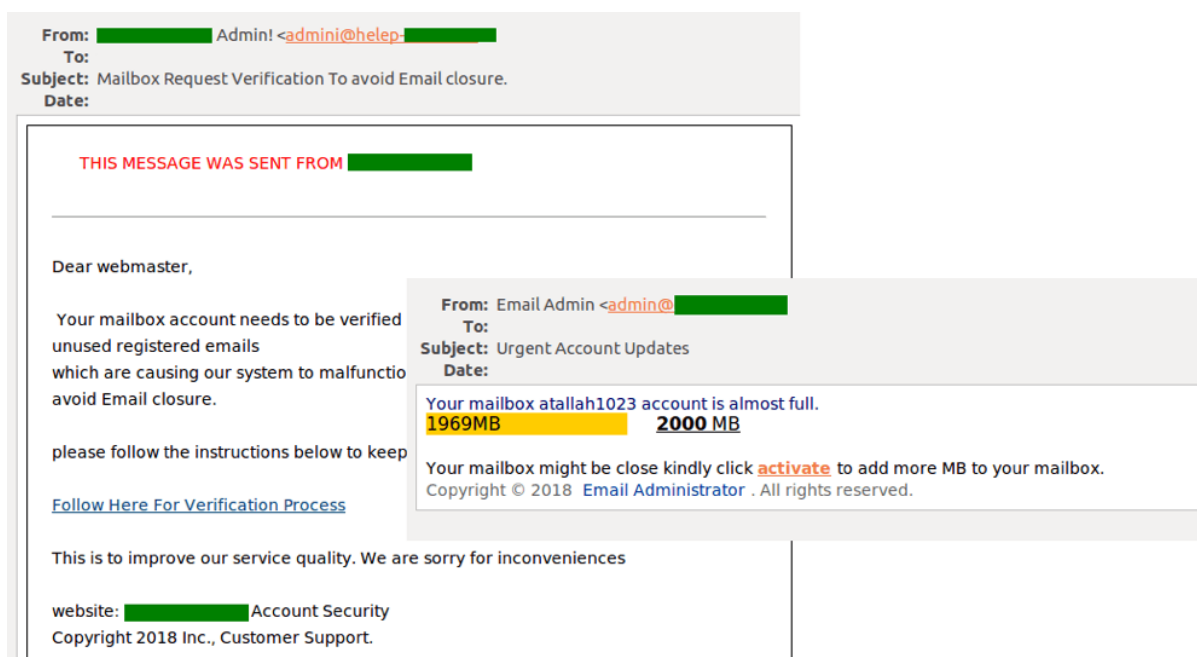 From: Admin! <admini@helep-
To:
Subject: Mailbox Request Verification To avoid Email closure.
Date:
THIS MESSAGE WAS SENT FROM
Dear webmaster,
Your mailbox account needs to be verified
unused registered emails
which are causing our system to malfunctio
avoid Email closure.
please follow the instructions below to keep
Follow Here For Verification Process
This is to improve our service quality. We are sorry for inconveniences
website: Account Security
Copyright 2018 Inc., Customer Support.
From: Email Admin <admin@
To:
Subject: Urgent Account Updates
Date:
Your mailbox atallah1023 account is almost full.
1969MB 2000 MB
Your mailbox might be close kindly click activate to add more MB to your mailbox.
Copyright © 2018 Email Administrator . All rights reserved.